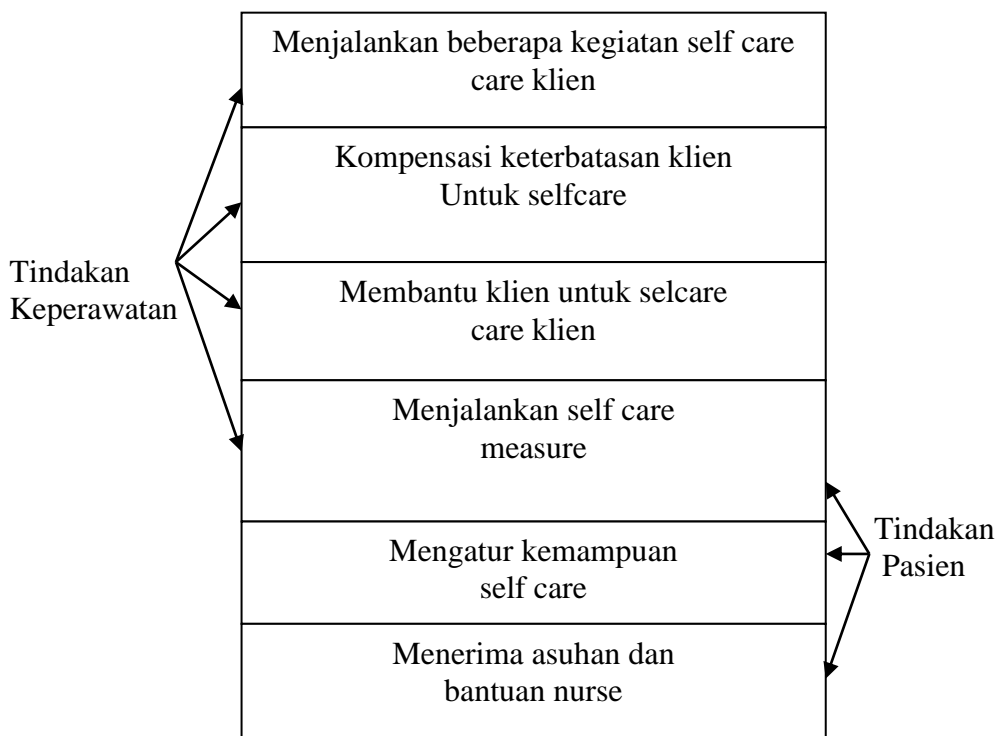 Menjalankan beberapa kegiatan self care
care klien
Kompensasi keterbatasan klien
Untuk selfcare
Tindakan
Keperawatan
Membantu klien untuk selcare
care klien
Menjalankan self care
measure
Tindakan
Pasien
Mengatur kemampuan
self care
Menerima asuhan dan
bantuan nurse